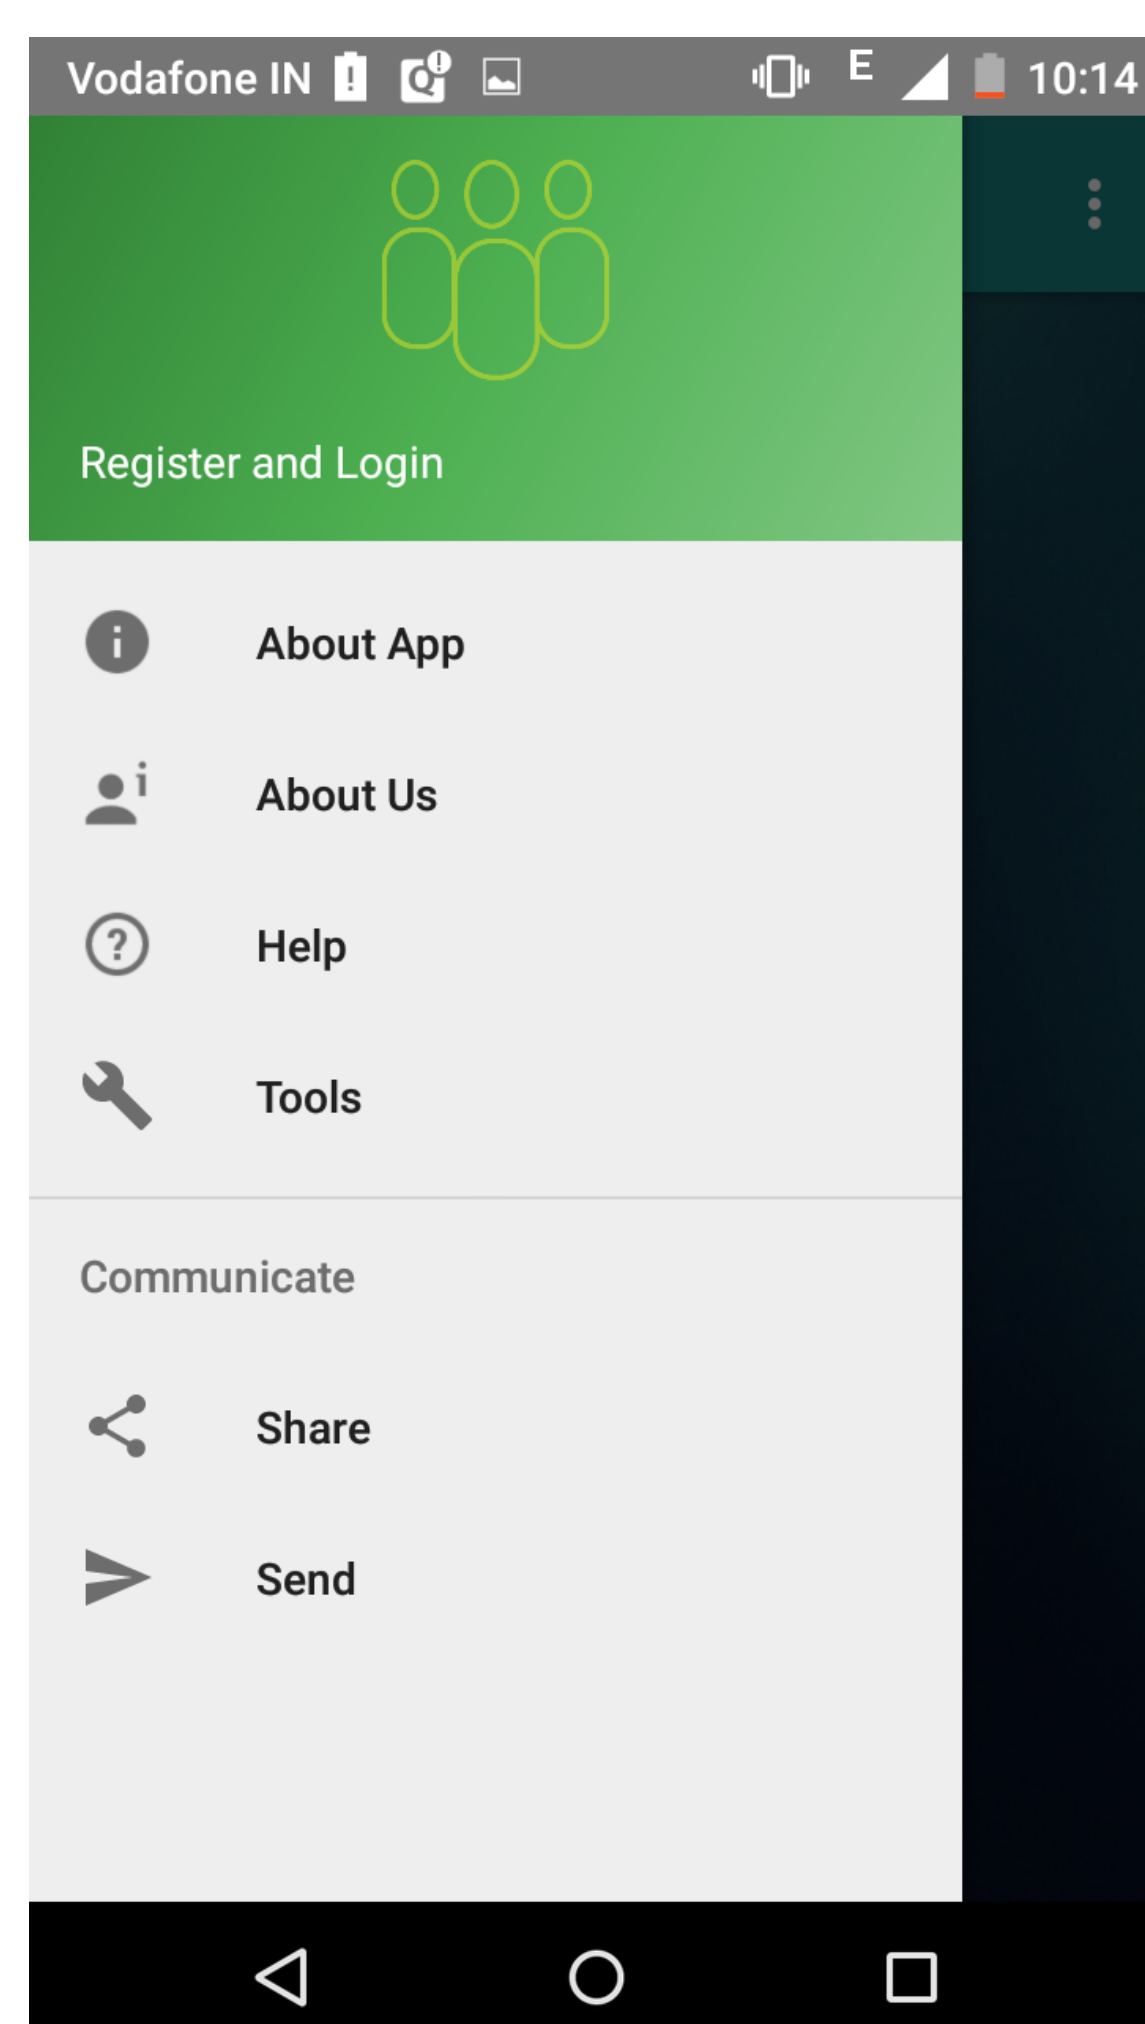 Vodafone IN E 10:14
Register and Login
About App
About Us
Help
Tools
Communicate
Share
Send